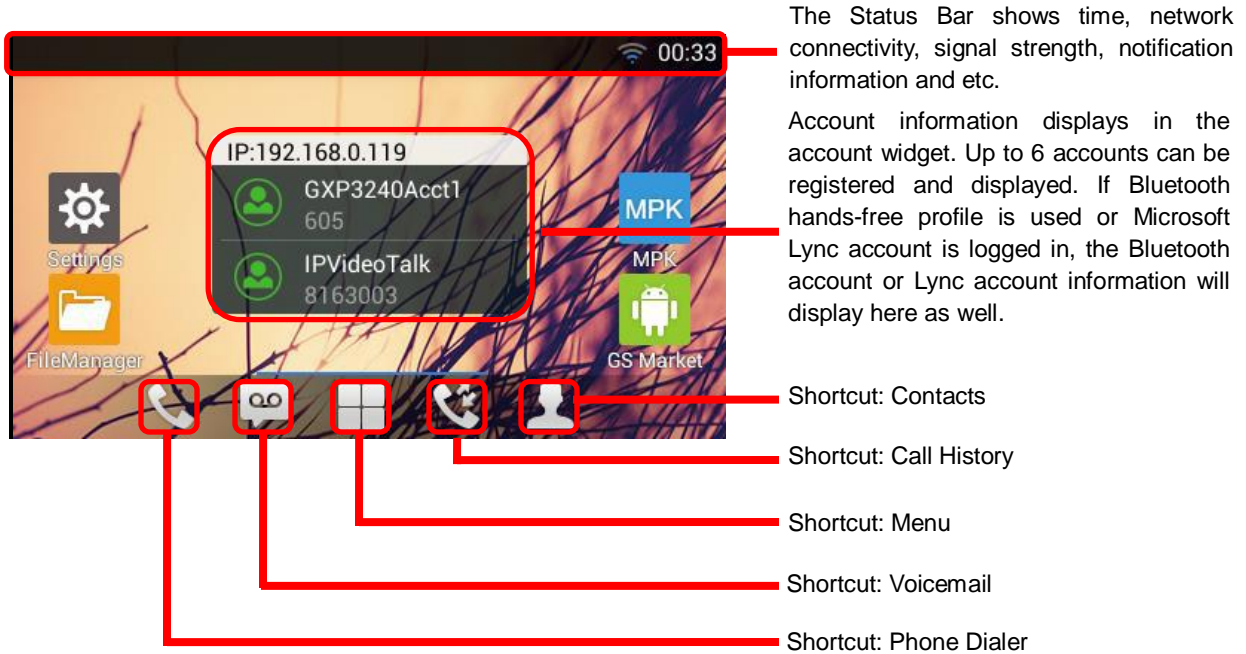 The Status Bar shows time, network
connectivity, signal strength, notification
information and etc.
00:33
Account information displays in the
account widget. Up to 6 accounts can be
registered and displayed. If Bluetooth
hands-free profile is used or Microsoft
Lync account is logged in, the Bluetooth
account or Lync account information will
display here as well.
IP:192.168.0.119
GXP3240Acct1
605
IPVideoTalk
8163003
Settings
FileManager
MPK
MPK
GS Market
Shortcut: Contacts
Shortcut: Call History
Shortcut: Menu
Shortcut: Voicemail
Shortcut: Phone Dialer